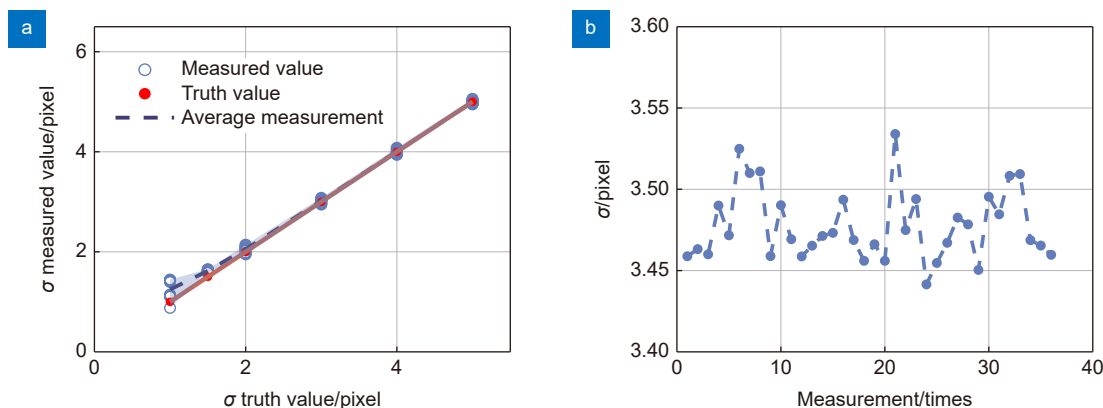 a
6
4
2
0
0
2
4
σ measured value/pixel
σ truth value/pixel
Measured value
Truth value
Average measurement
b
3.60
3.55
3.50
3.45
3.40
0
10
20
30
40
σ/pixel
Measurement/times